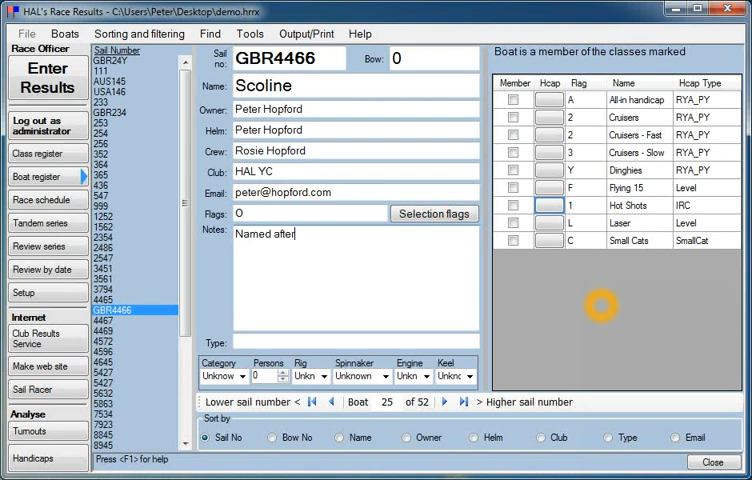 HAL's Race Results - C:\Users\Peter\Desktop\demo.hrrx
File Boats Sorting and filtering Find Tools Output/Print Help
Race Officer
Enter Results
Log out as administrator
Class register
Boat register
Race schedule
Tandem series
Review series
Review by date
Setup
Internet
Club Results Service
Make web site
Sail Racer
Analyse
Turnouts
Handicaps
Sail Number
GBR24Y
111
AUS145
USA146
233
GBR234
253
254
256
352
364
365
436
547
999
1252
1562
2354
2486
2547
3451
3561
3794
4465
GBR4466
4467
4469
4572
4596
4645
5427
5427
5632
5863
7534
7923
8845
8945
Sail no: GBR4466 Bow: 0
Name: Scoline
Owner: Peter Hopford
Helm: Peter Hopford
Crew: Rosie Hopford
Club: HAL YC
Email: peter@hopford.com
Flags: O Selection flags
Notes: Named after
Type:
Category Persons Rig Spinnaker Engine Keel
Unknow 0 Unkn Unknown Unkn Unknc
Lower sail number < Boat 25 of 52 > Higher sail number
Sort by
Sail No Bow No Name Owner Helm Club Type Email
Boat is a member of the classes marked
Member Hcap Flag Name Hcap Type
A All-in handicap RYA_PY
2 Cruisers RYA_PY
2 Cruisers - Fast RYA_PY
3 Cruisers - Slow RYA_PY
Y Dinghies RYA_PY
F Flying 15 Level
1 Hot Shots IRC
L Laser Level
C Small Cats SmallCat
Press <F1> for help
Close